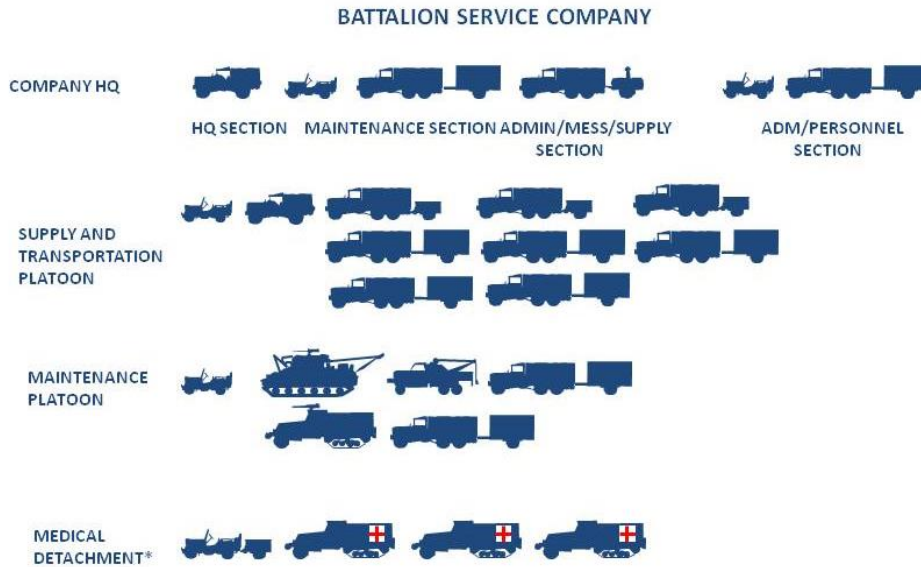 BATTALION SERVICE COMPANY
COMPANY HQ
HQ SECTION
MAINTENANCE SECTION
ADMIN/MESS/SUPPLY
SECTION
ADM/PERSONNEL
SECTION
SUPPLY AND
TRANSPORTATION
PLATOON
MAINTENANCE
PLATOON
MEDICAL
DETACHMENT*